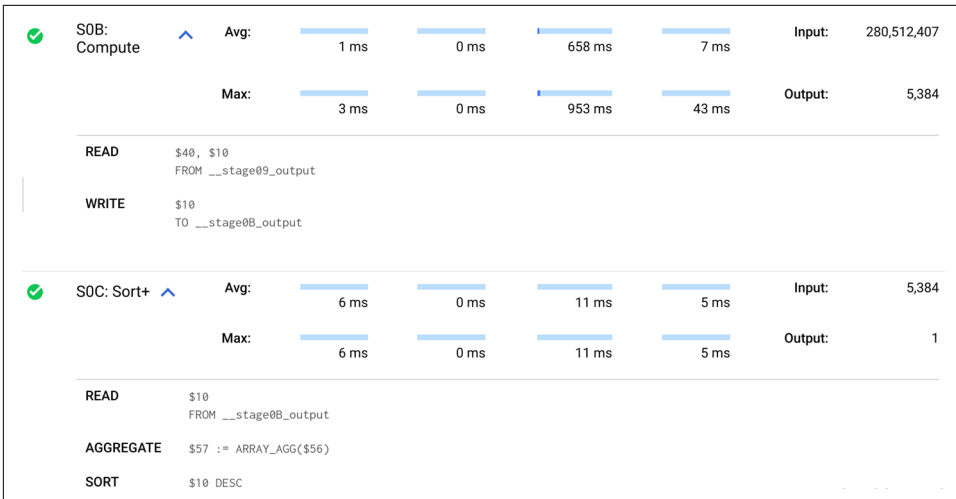 S0B: Compute Avg: 1 ms 0 ms 658 ms 7 ms Input: 280,512,407
Max: 3 ms 0 ms 953 ms 43 ms Output: 5,384
READ $40, $10
FROM __stage09_output
WRITE $10
TO __stage0B_output
S0C: Sort+ Avg: 6 ms 0 ms 11 ms 5 ms Input: 5,384
Max: 6 ms 0 ms 11 ms 5 ms Output: 1
READ $10
FROM __stage0B_output
AGGREGATE $57 := ARRAY_AGG($56)
SORT $10 DESC